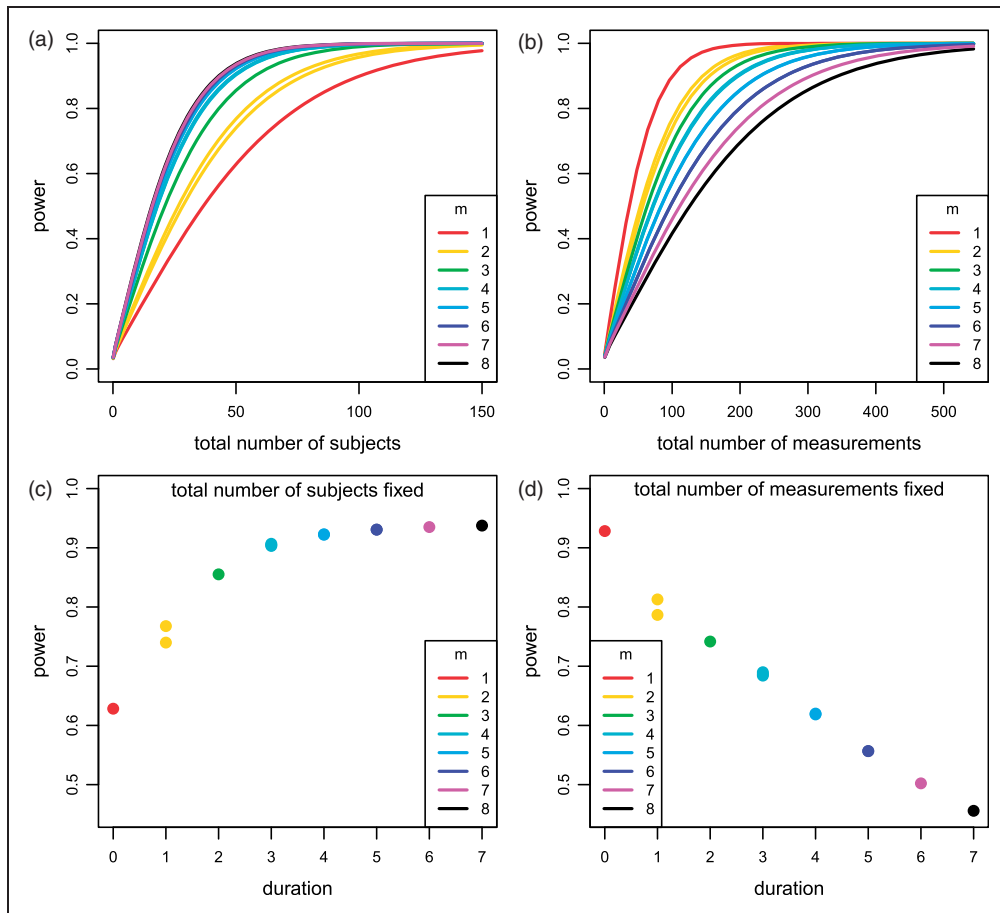 (a)
1.0
0.8
0.6
0.4
0.2
0.0
power
m
1
2
3
4
5
6
7
8
0 50 100 150
total number of subjects
(b)
1.0
0.8
0.6
0.4
0.2
0.0
power
m
1
2
3
4
5
6
7
8
0 100 200 300 400 500
total number of measurements
(c)
total number of subjects fixed
1.0
0.9
0.8
0.7
0.6
0.5
power
m
1
2
3
4
5
6
7
8
0 1 2 3 4 5 6 7
duration
(d)
total number of measurements fixed
1.0
0.9
0.8
0.7
0.6
0.5
power
m
1
2
3
4
5
6
7
8
0 1 2 3 4 5 6 7
duration